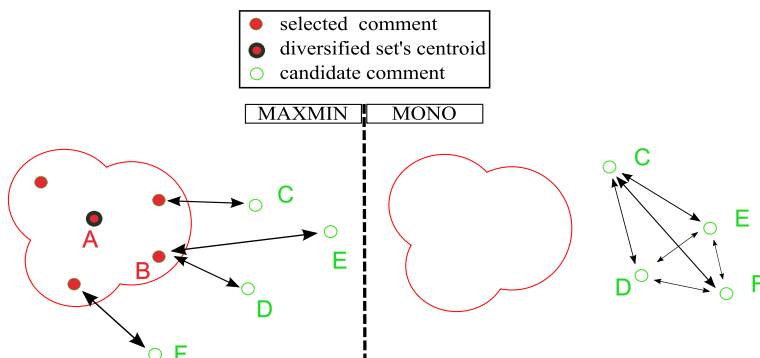 selected comment
diversified set's centroid
candidate comment
MAXMIN MONO
C
A
B
E
D
F
C
E
D
F